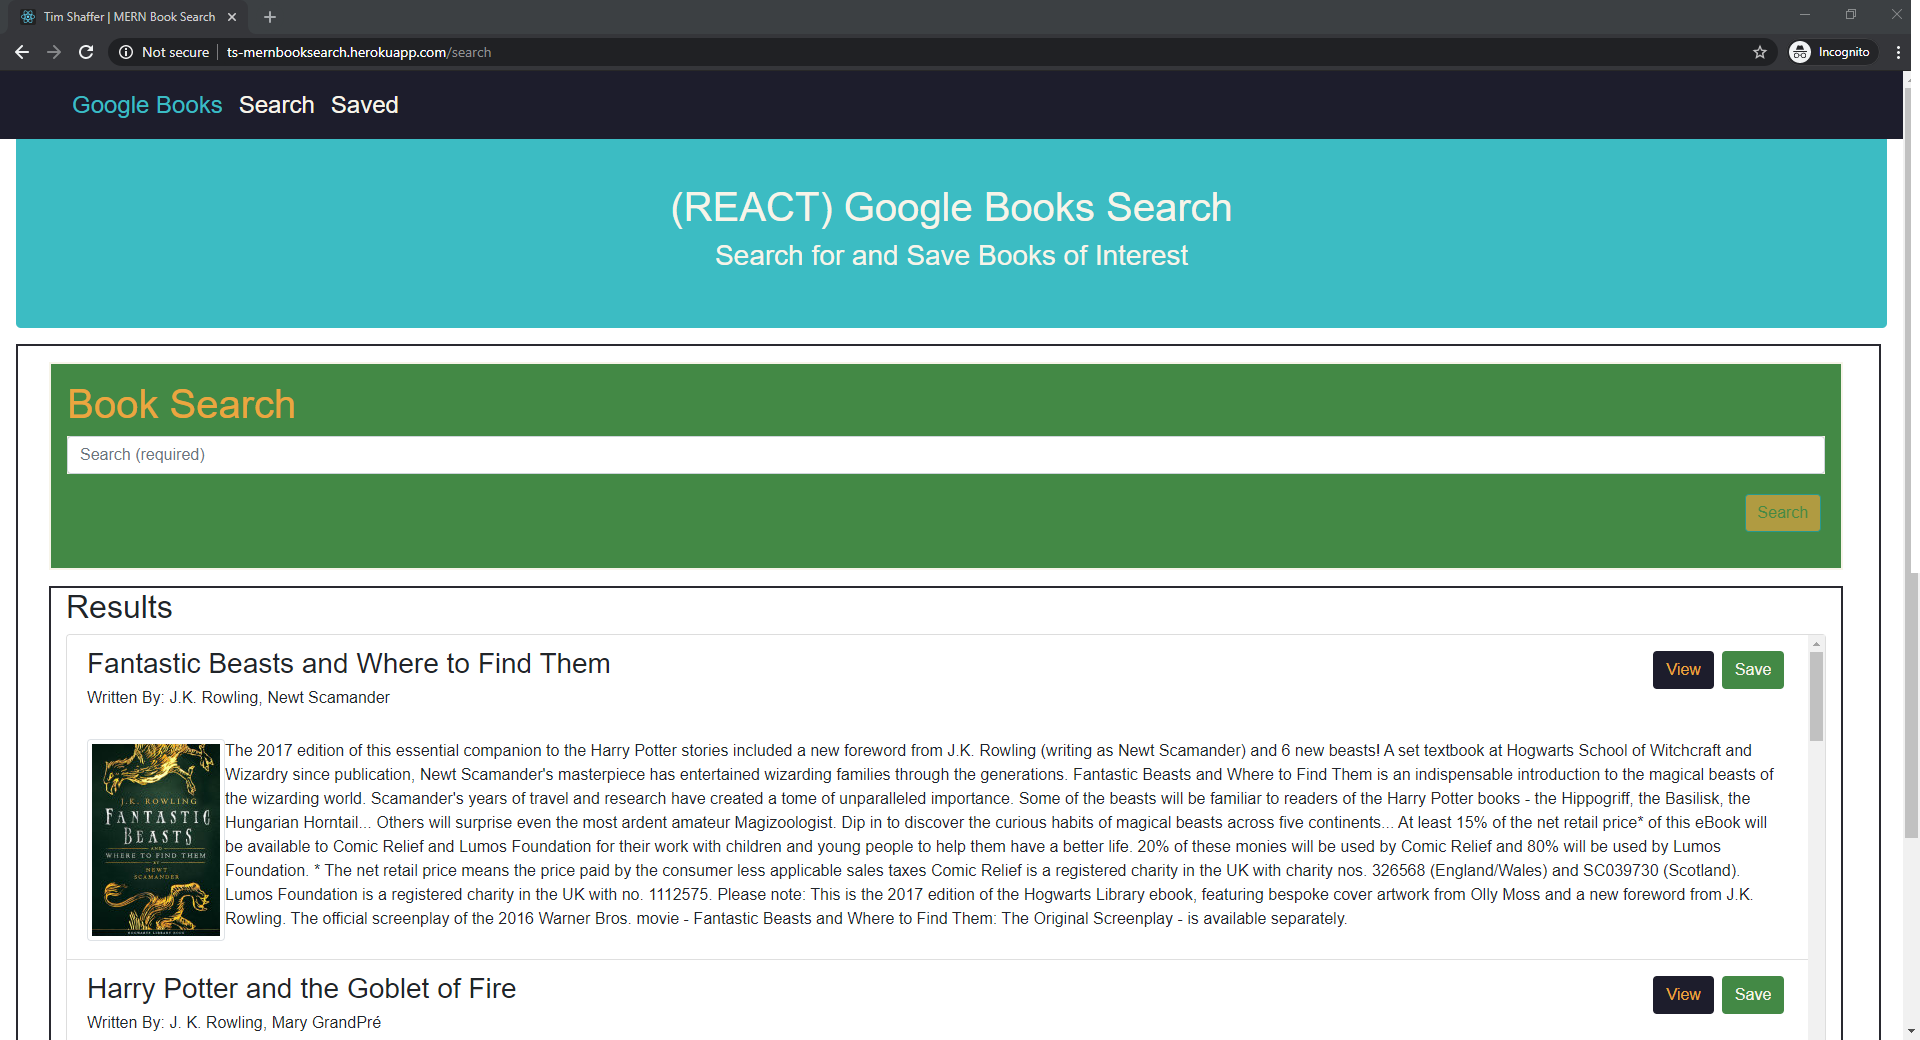 Tim Shaffer | MERN Book Search
Not secure
ts-mernbooksearch.herokuapp.com/search
Incognito
Google Books Search Saved
(REACT) Google Books Search
Search for and Save Books of Interest
Book Search
Search (required)
Search
Results
Fantastic Beasts and Where to Find Them
View Save
Written By: J.K. Rowling, Newt Scamander
J.K. ROWLING
FANTASTIC
BEASTS
AND
WHERE TO FIND THEM
BY
NEWT
SCAMANDER
HOGWARTS LIBRARY BOOK
The 2017 edition of this essential companion to the Harry Potter stories included a new foreword from J.K. Rowling (writing as Newt Scamander) and 6 new beasts! A set textbook at Hogwarts School of Witchcraft and
Wizardry since publication, Newt Scamander's masterpiece has entertained wizarding families through the generations. Fantastic Beasts and Where to Find Them is an indispensable introduction to the magical beasts of
the wizarding world. Scamander's years of travel and research have created a tome of unparalleled importance. Some of the beasts will be familiar to readers of the Harry Potter books - the Hippogriff, the Basilisk, the
Hungarian Horntail... Others will surprise even the most ardent amateur Magizoologist. Dip in to discover the curious habits of magical beasts across five continents... At least 15% of the net retail price* of this eBook will
be available to Comic Relief and Lumos Foundation for their work with children and young people to help them have a better life. 20% of these monies will be used by Comic Relief and 80% will be used by Lumos
Foundation. * The net retail price means the price paid by the consumer less applicable sales taxes Comic Relief is a registered charity in the UK with charity nos. 326568 (England/Wales) and SC039730 (Scotland).
Lumos Foundation is a registered charity in the UK with no. 1112575. Please note: This is the 2017 edition of the Hogwarts Library ebook, featuring bespoke cover artwork from Olly Moss and a new foreword from J.K.
Rowling. The official screenplay of the 2016 Warner Bros. movie - Fantastic Beasts and Where to Find Them: The Original Screenplay - is available separately.
Harry Potter and the Goblet of Fire
View Save
Written By: J. K. Rowling, Mary GrandPré